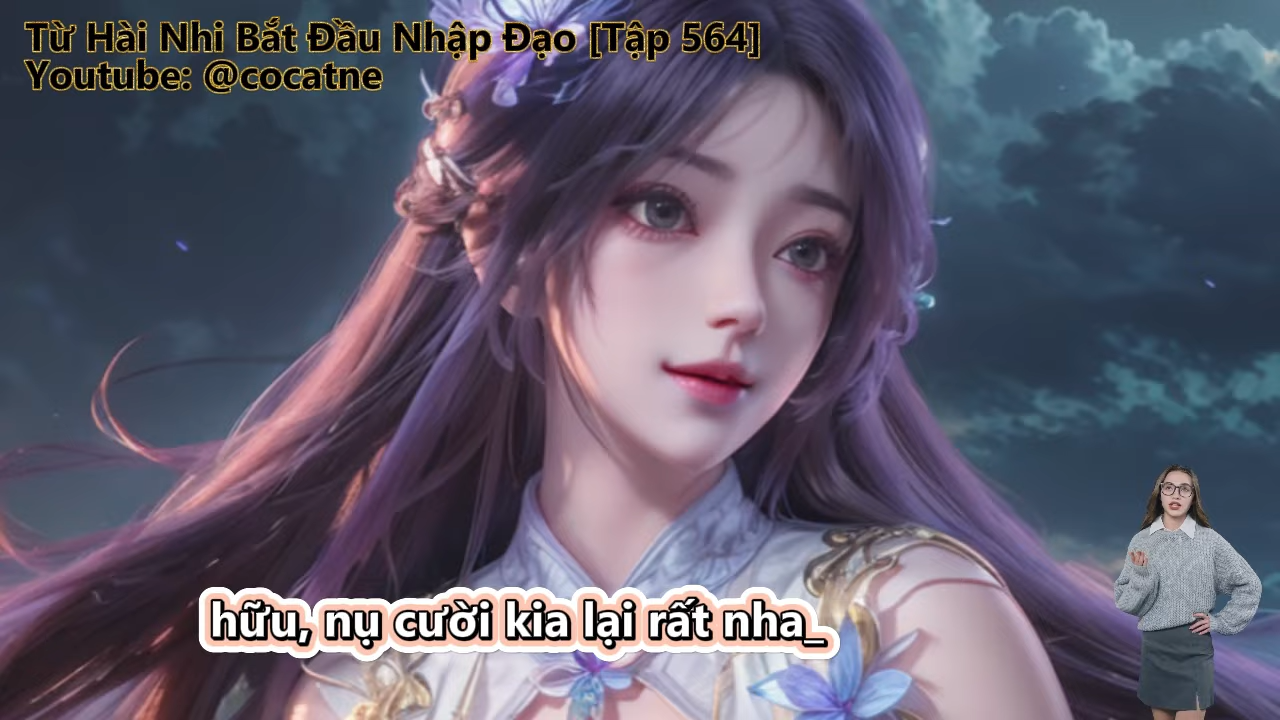 Từ Hài Nhi Bắt Đầu Nhập Đạo [Tập 564]
Youtube: @cocatne
hữu, nụ cười kia lại rất nha_